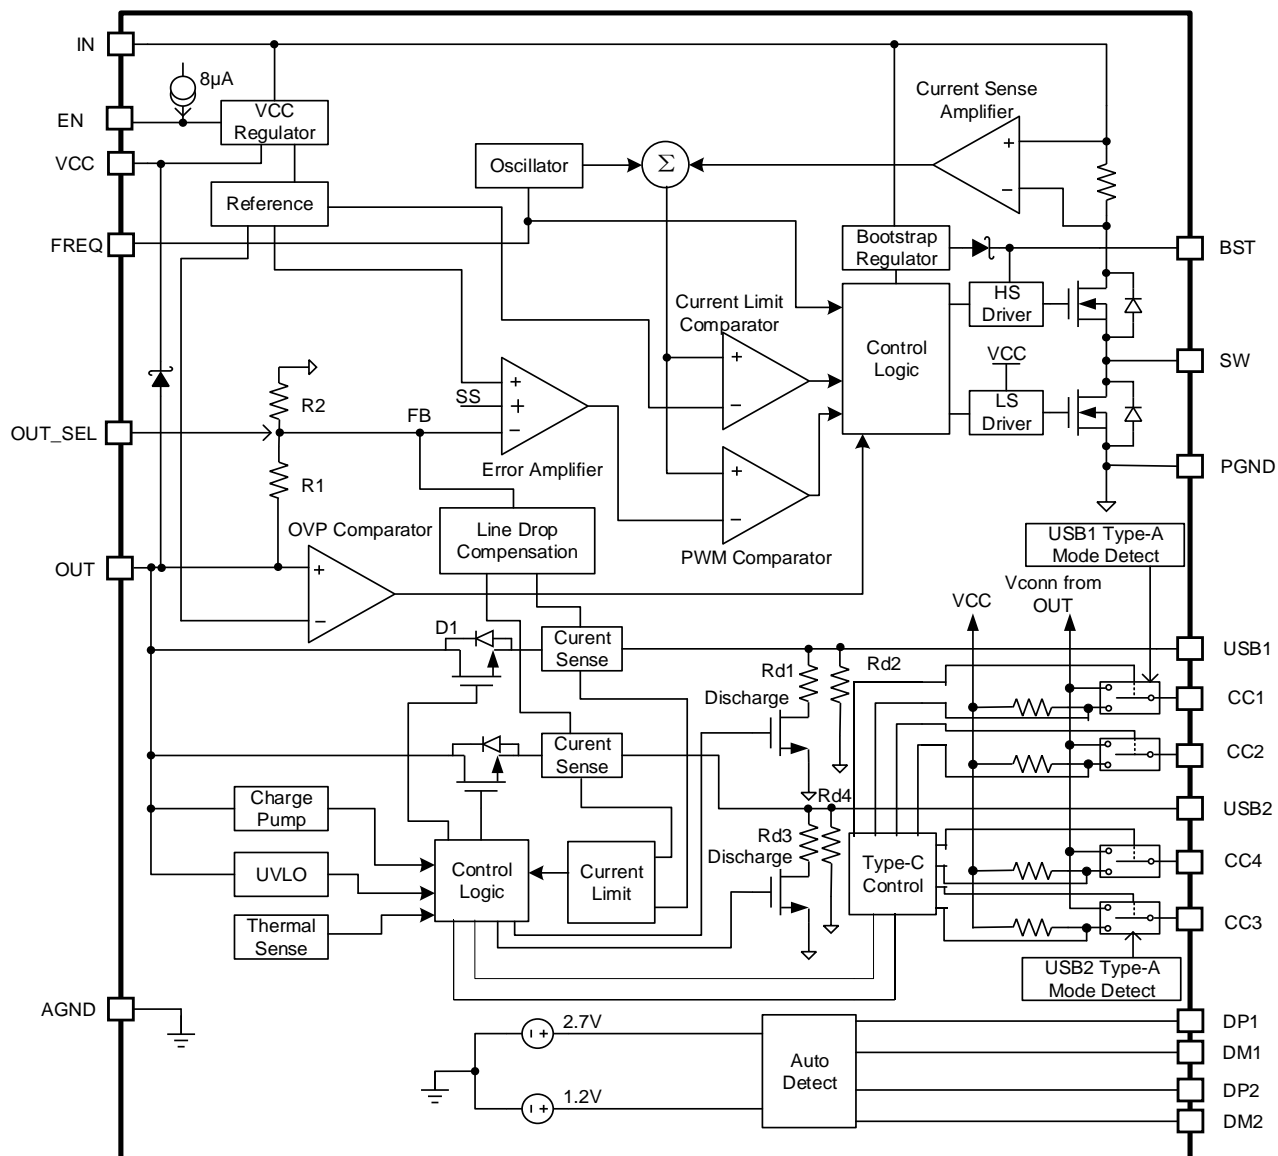 IN
8µA
EN
VCC
Regulator
VCC
Reference
FREQ
Oscillator
Σ
Current Sense
Amplifier
+
−
Bootstrap
Regulator
BST
HS
Driver
Current Limit
Comparator
+
−
Control
Logic
VCC
LS
Driver
SW
PGND
R2
OUT_SEL
FB
SS
+
+
−
Error Amplifier
R1
+
−
PWM Comparator
OVP Comparator
+
−
Line Drop
Compensation
OUT
USB1 Type-A
Mode Detect
Vconn from
OUT
VCC
D1
Curent
Sense
USB1
Rd1
Rd2
Discharge
CC1
Curent
Sense
CC2
USB2
Rd4
Rd3
Discharge
Charge
Pump
UVLO
Thermal
Sense
Control
Logic
Current
Limit
Type-C
Control
CC4
CC3
USB2 Type-A
Mode Detect
AGND
2.7V
- +
1.2V
- +
Auto
Detect
DP1
DM1
DP2
DM2